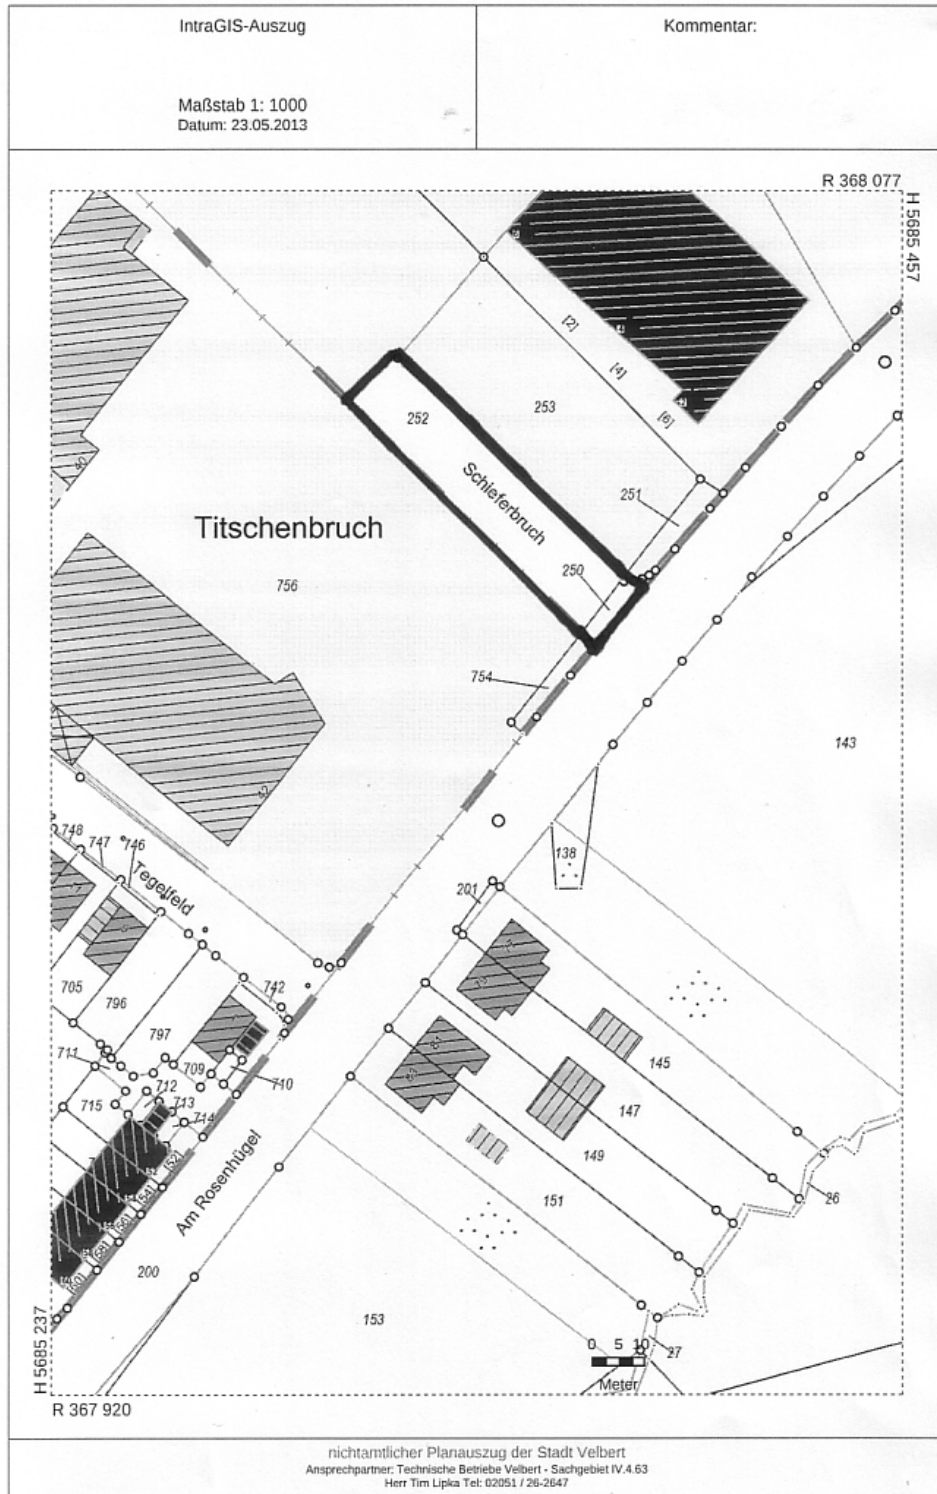 IntraGIS-Auszug
Kommentar:
Maßstab 1: 1000
Datum: 23.05.2013
R 368 077
H 5685 457
[2]
[4]
[6]
252
253
40
Schieferbruch
251
Titschenbruch
250
756
754
143
42
748
747
746
138
Tegelfeld
201
705
796
742
797
711
709
710
145
712
715
713
714
147
149
[52]
Am Rosenhügel
151
[54]
26
200
153
0 5 10
27
Meter
H 5685 237
R 367 920
nichtamtlicher Planauszug der Stadt Velbert
Ansprechpartner: Technische Betriebe Velbert - Sachgebiet IV.4.63
Herr Tim Lipka Tel: 02051 / 26-2647